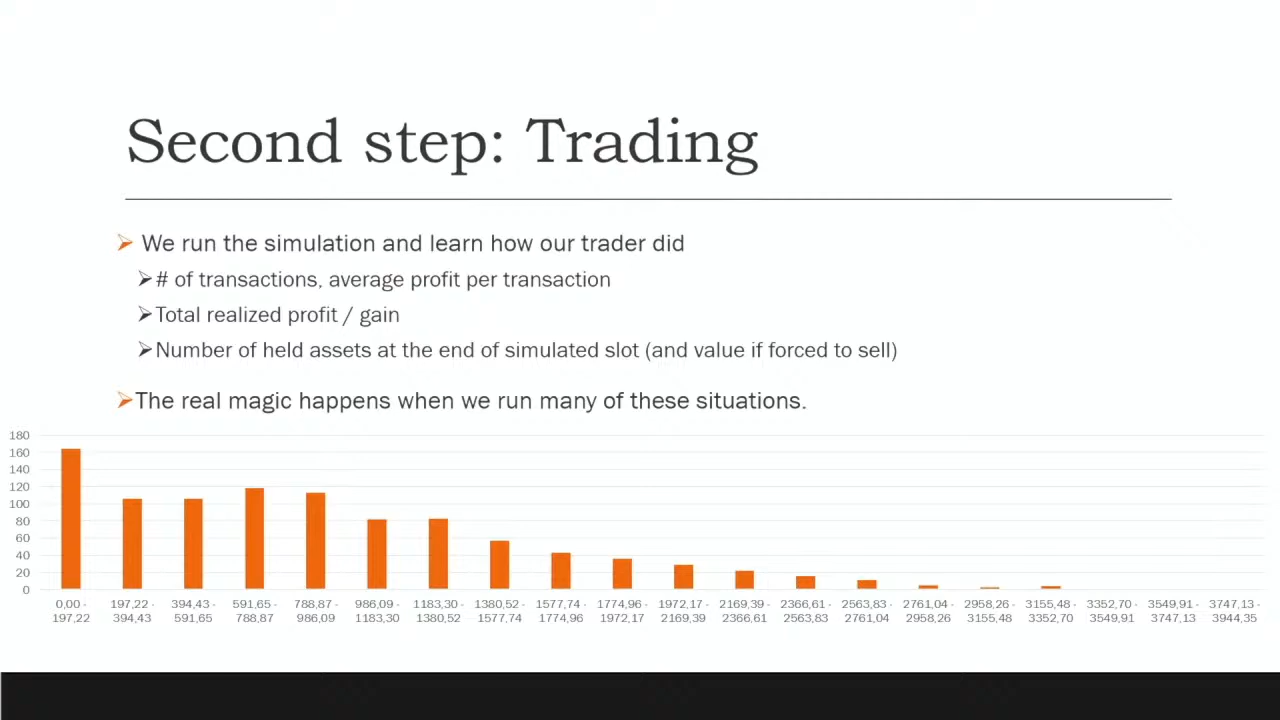 Second step: Trading
We run the simulation and learn how our trader did
# of transactions, average profit per transaction
Total realized profit / gain
Number of held assets at the end of simulated slot (and value if forced to sell)
The real magic happens when we run many of these situations.
180
160
140
120
100
80
60
40
20
0
0,00 - 197,22 - 394,43 - 591,65 - 788,87 - 986,09 - 1183,30 - 1380,52 - 1577,74 - 1774,96 - 1972,17 - 2169,39 - 2366,61 - 2563,83 - 2761,04 - 2958,26 - 3155,48 - 3352,70 - 3549,91 - 3747,13 -
197,22 394,43 591,65 788,87 986,09 1183,30 1380,52 1577,74 1774,96 1972,17 2169,39 2366,61 2563,83 2761,04 2958,26 3155,48 3352,70 3549,91 3747,13 3944,35